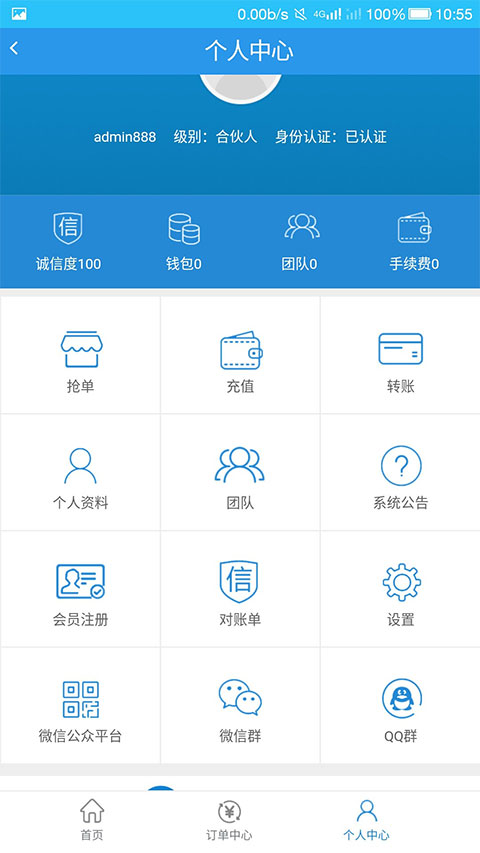 0.00b/s 4G 100% 10:55
个人中心
admin888 级别：合伙人 身份认证：已认证
信
诚信度100 钱包0 团队0 手续费0
抢单 充值 转账
?
个人资料 团队 系统公告
信
会员注册 对账单 设置
微信公众平台 微信群 QQ群
¥
首页 订单中心 个人中心